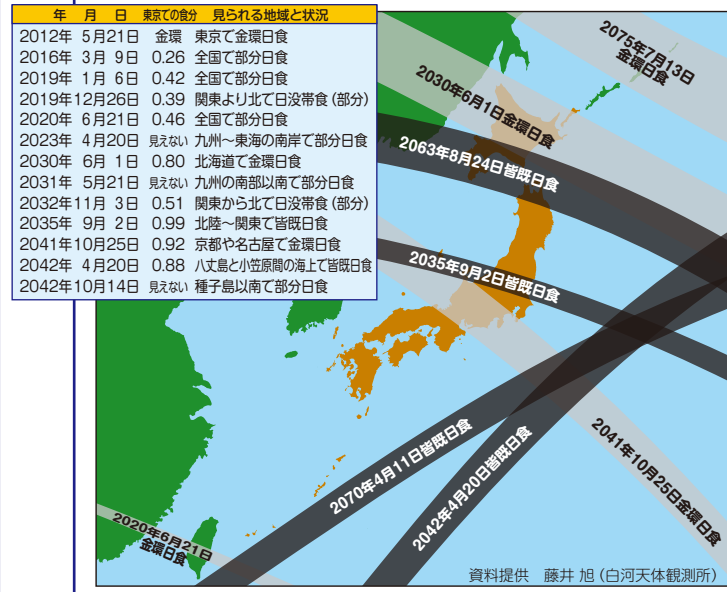 年 月 日 東京での食分 見られる地域と状況
2012年 5月21日 金環 東京で金環日食
2016年 3月 9日 0.26 全国で部分日食
2019年 1月 6日 0.42 全国で部分日食
2019年12月26日 0.39 関東より北で日没帯食(部分)
2020年 6月21日 0.46 全国で部分日食
2023年 4月20日 見えない 九州〜東海の南岸で部分日食
2030年 6月 1日 0.80 北海道で金環日食
2031年 5月21日 見えない 九州の南部以南で部分日食
2032年11月 3日 0.51 関東から北で日没帯食(部分)
2035年 9月 2日 0.99 北陸〜関東で皆既日食
2041年10月25日 0.92 京都や名古屋で金環日食
2042年 4月20日 0.88 八丈島と小笠原間の海上で皆既日食
2042年10月14日 見えない 種子島以南で部分日食
2075年7月13日
金環日食
2030年6月1日金環日食
2063年8月24日皆既日食
2035年9月2日皆既日食
2070年4月11日皆既日食
2042年4月20日皆既日食
2041年10月25日金環日食
2020年6月21日
金環日食
資料提供 藤井 旭(白河天体観測所)